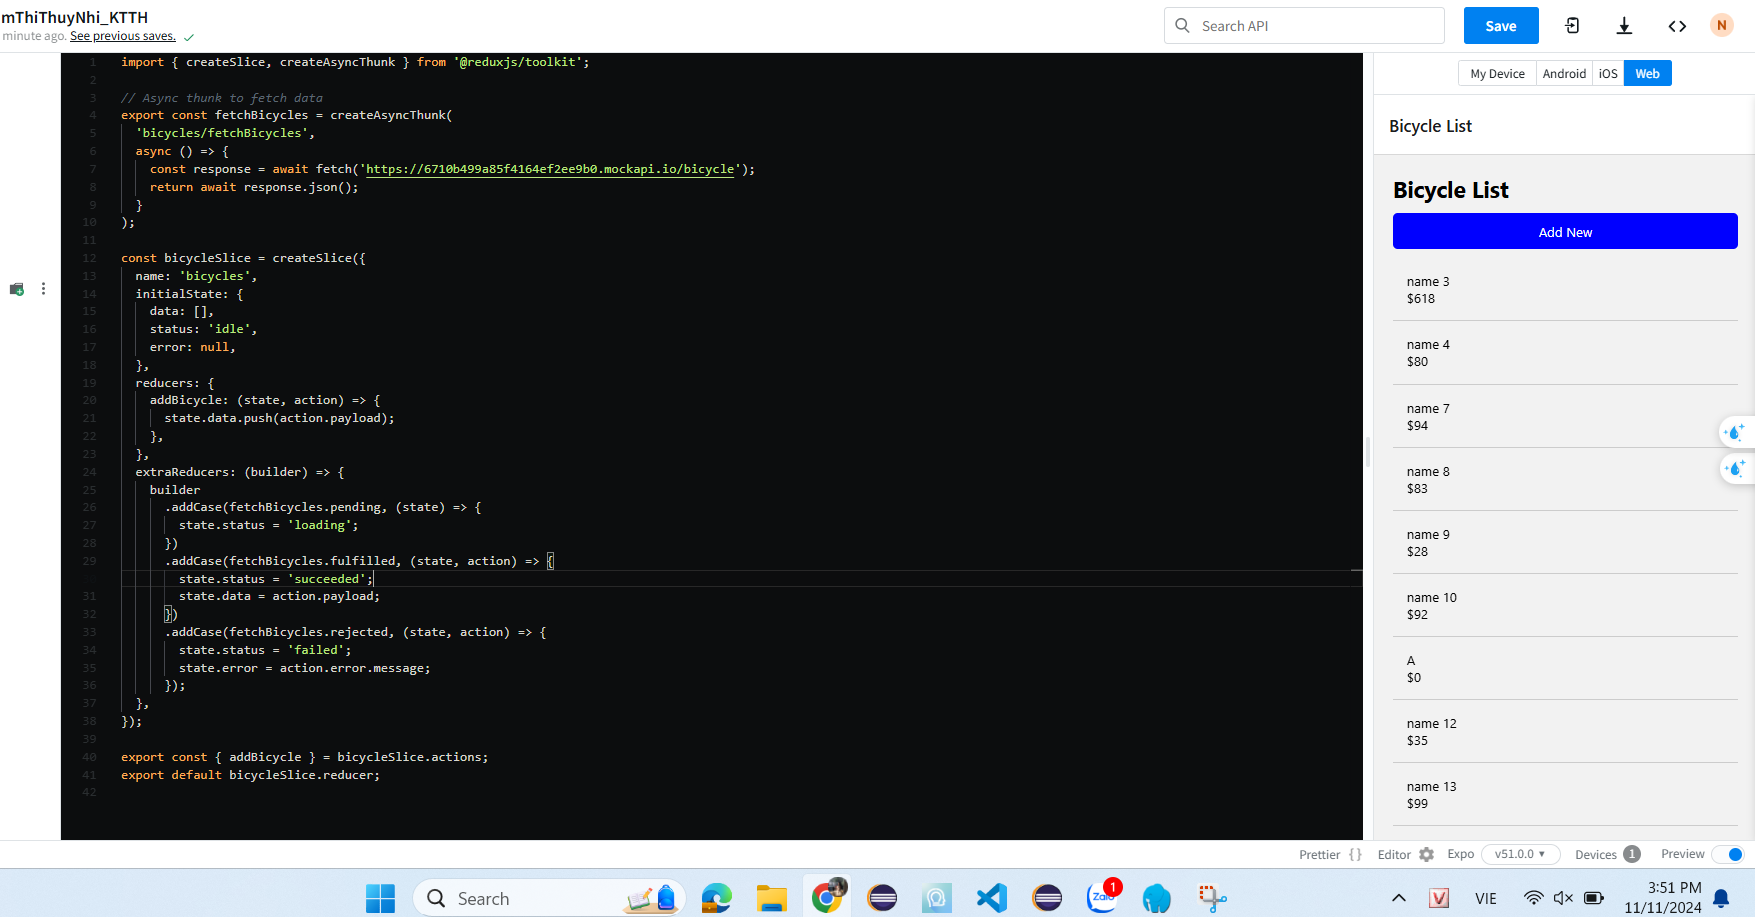 mThiThuyNhi_KTTH
minute ago. See previous saves.
Search API
Save
N
My Device
Android
iOS
Web
1 import { createSlice, createAsyncThunk } from '@reduxjs/toolkit';
2
3 // Async thunk to fetch data
4 export const fetchBicycles = createAsyncThunk(
5 'bicycles/fetchBicycles',
6 async () => {
7 const response = await fetch('https://6710b499a85f4164ef2ee9b0.mockapi.io/bicycle');
8 return await response.json();
9 }
10 );
11
12 const bicycleSlice = createSlice({
13 name: 'bicycles',
14 initialState: {
15 data: [],
16 status: 'idle',
17 error: null,
18 },
19 reducers: {
20 addBicycle: (state, action) => {
21 state.data.push(action.payload);
22 },
23 },
24 extraReducers: (builder) => {
25 builder
26 .addCase(fetchBicycles.pending, (state) => {
27 state.status = 'loading';
28 })
29 .addCase(fetchBicycles.fulfilled, (state, action) => {
state.status = 'succeeded';
31 state.data = action.payload;
32 })
33 .addCase(fetchBicycles.rejected, (state, action) => {
34 state.status = 'failed';
35 state.error = action.error.message;
36 });
37 },
38 });
39
40 export const { addBicycle } = bicycleSlice.actions;
41 export default bicycleSlice.reducer;
42
Bicycle List
Bicycle List
Add New
name 3
$618
name 4
$80
name 7
$94
name 8
$83
name 9
$28
name 10
$92
A
$0
name 12
$35
name 13
$99
Prettier {}
Editor
Expo
v51.0.0
Devices 1
Preview
Search
Zalo
1
V
VIE
3:51 PM
11/11/2024